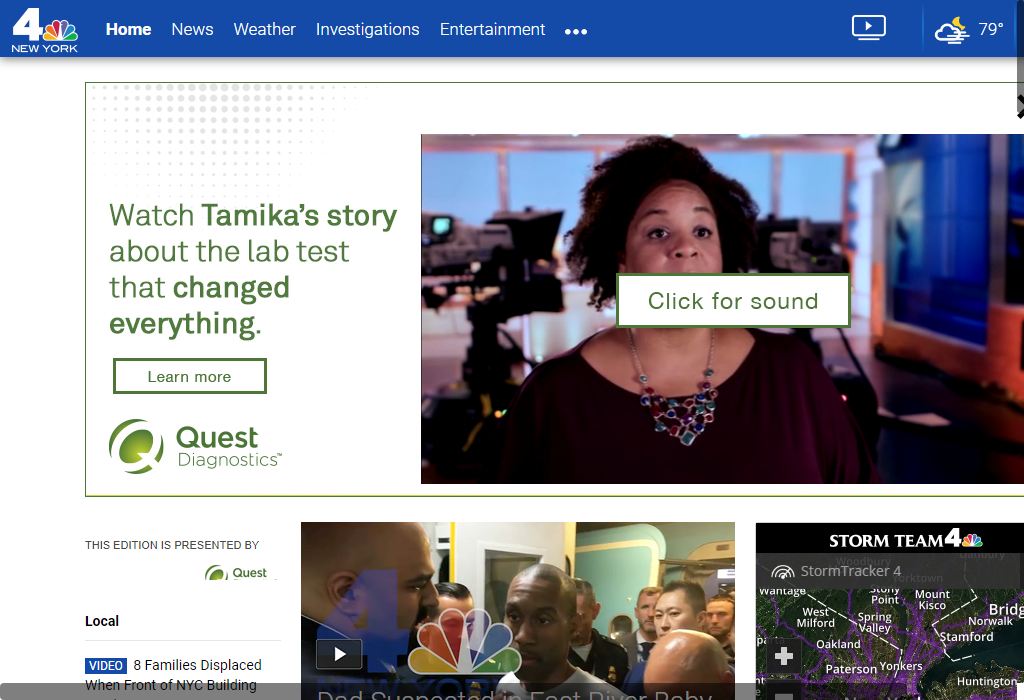 4
NEW YORK
Home News Weather Investigations Entertainment •••
79°
Watch Tamika's story
about the lab test
that changed
everything.
Learn more
Quest
Diagnostics™
Click for sound
THIS EDITION IS PRESENTED BY
Quest
Local
VIDEO 8 Families Displaced
When Front of NYC Building
4
Dad Suspected in East River Baby
STORM TEAM 4
StormTracker 4
Woodbury
Danbury
Yorktown
Wantage
Stony
Point
Mount
Kisco
West
Milford
Spring
Valley
Norwalk
Stamford
Oakland
Paterson
Yonkers
Huntington